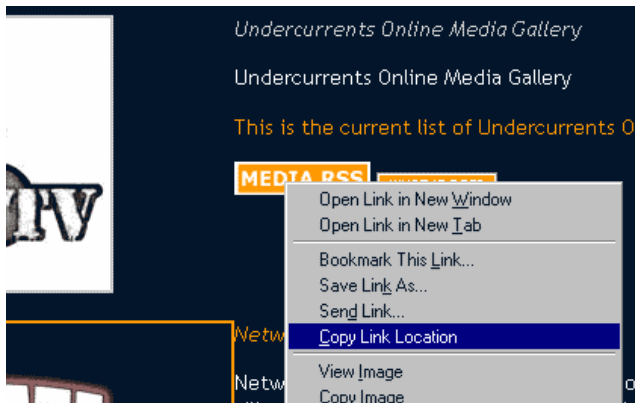 Undercurrents Online Media Gallery
Undercurrents Online Media Gallery
This is the current list of Undercurrents O
MEDIA RSS
Open Link in New Window
Open Link in New Tab
Bookmark This Link...
Save Link As...
Send Link...
Netw
Copy Link Location
View Image
Netw
Copy Image